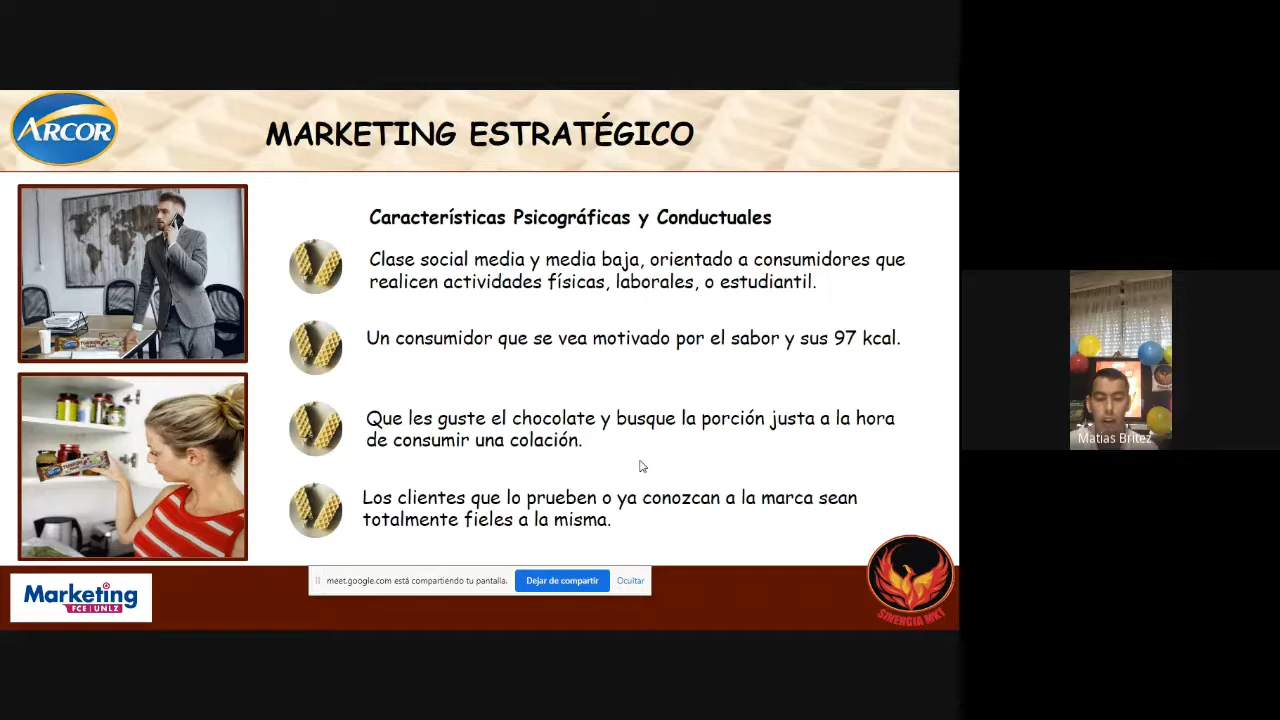 ARCOR
MARKETING ESTRATÉGICO
Características Psicográficas y Conductuales
Clase social media y media baja, orientado a consumidores que
realicen actividades físicas, laborales, o estudiantil.
Un consumidor que se vea motivado por el sabor y sus 97 kcal.
Que les guste el chocolate y busque la porción justa a la hora
de consumir una colación.
Los clientes que lo prueben o ya conozcan a la marca sean
totalmente fieles a la misma.
Marketing
FCE | UNLZ
meet.google.com está compartiendo tu pantalla.
Dejar de compartir
Ocultar
SINERGIA MKT
Matias Britez